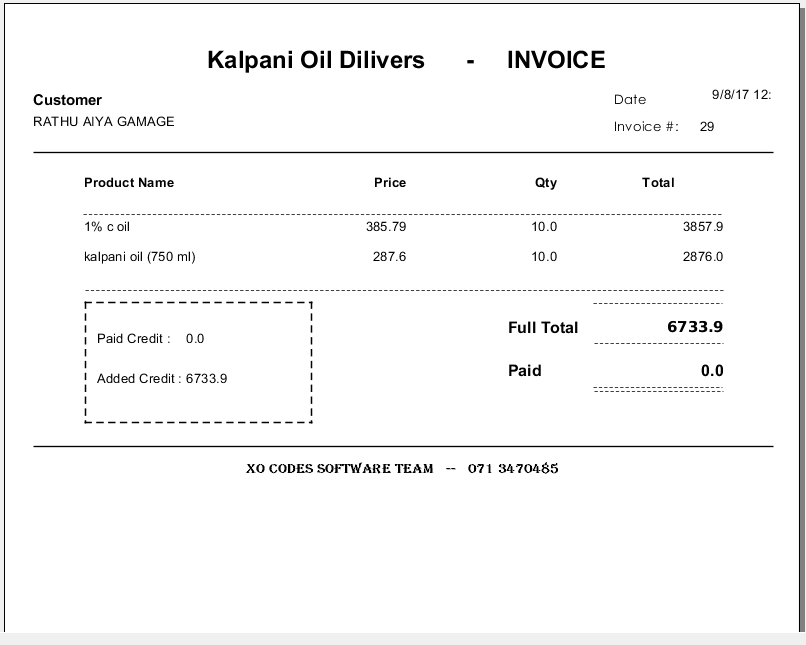 Kalpani Oil Dilivers - INVOICE
Customer
Date 9/8/17 12:
RATHU AIYA GAMAGE
Invoice #: 29
Product Name Price Qty Total
1% c oil 385.79 10.0 3857.9
kalpani oil (750 ml) 287.6 10.0 2876.0
Full Total 6733.9
Paid Credit : 0.0
Paid 0.0
Added Credit : 6733.9
XO CODES SOFTWARE TEAM -- 071 3470485